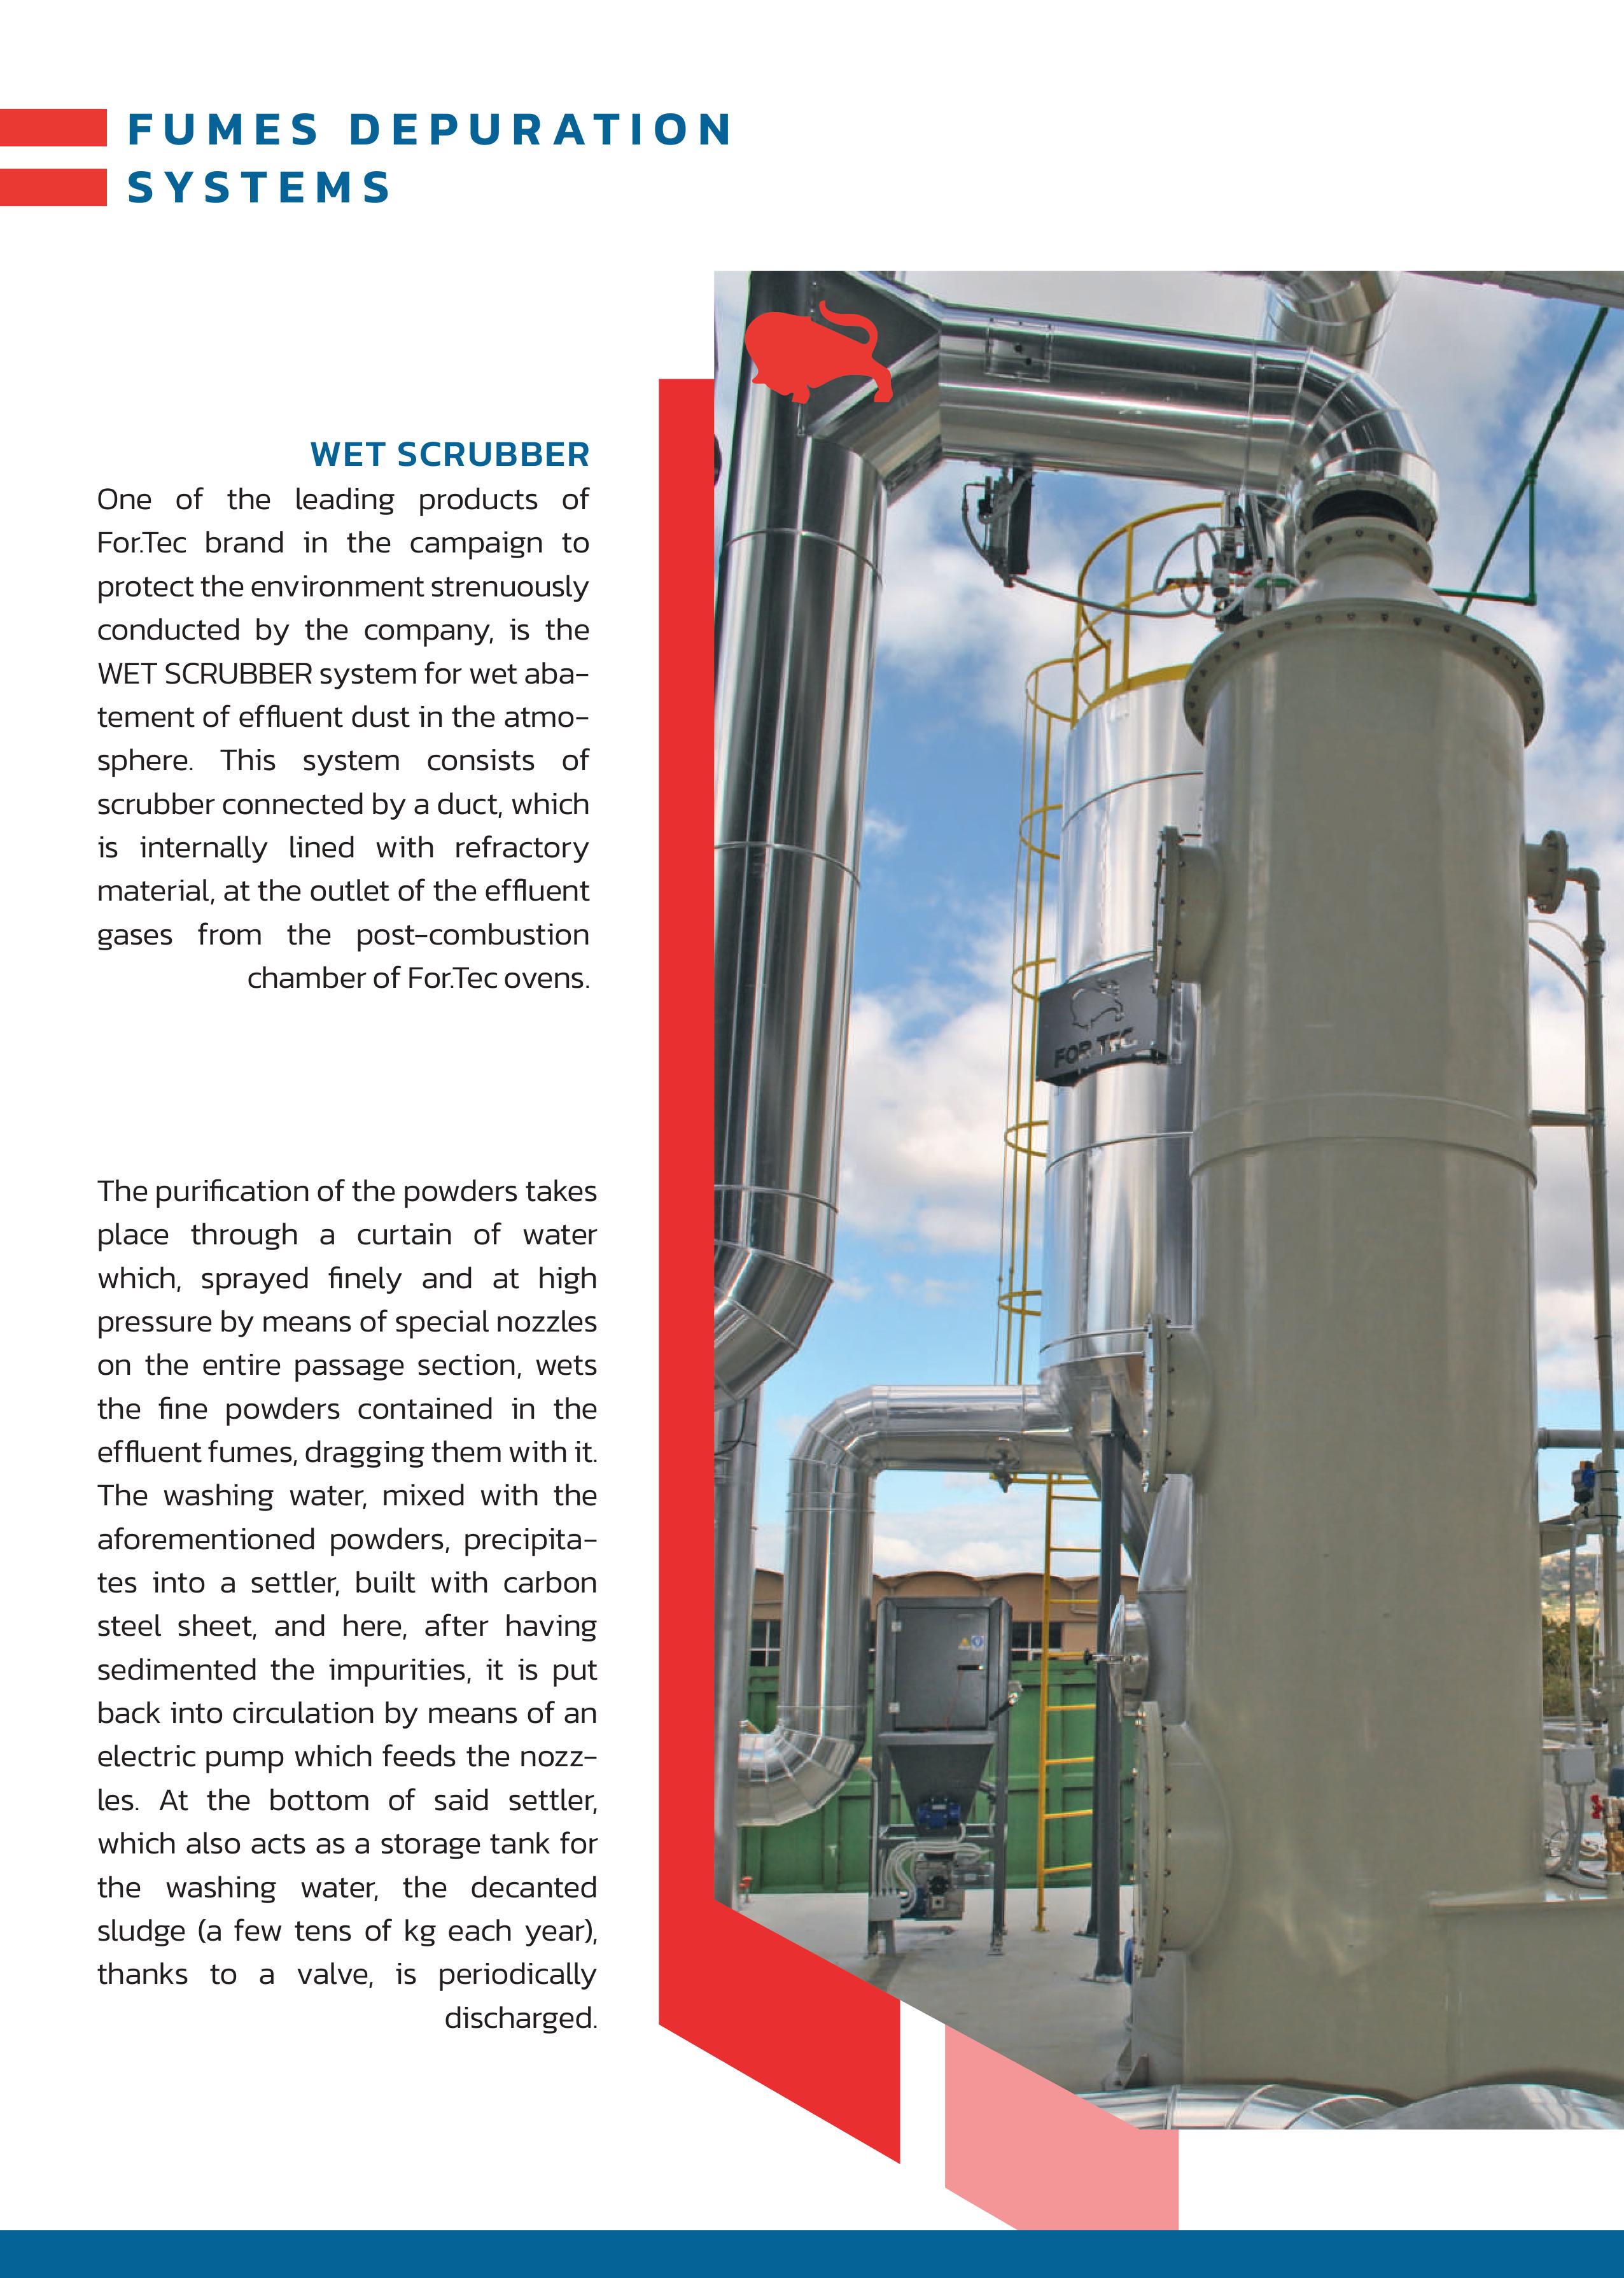 FUMES DEPURATION
SYSTEMS
WET SCRUBBER
One of the leading products of
For.Tec brand in the campaign to
protect the environment strenuously
conducted by the company, is the
WET SCRUBBER system for wet aba-
tement of effluent dust in the atmo-
sphere. This system consists of
scrubber connected by a duct, which
is internally lined with refractory
material, at the outlet of the effluent
gases from the post-combustion
chamber of For.Tec ovens.
The purification of the powders takes
place through a curtain of water
which, sprayed finely and at high
pressure by means of special nozzles
on the entire passage section, wets
the fine powders contained in the
effluent fumes, dragging them with it.
The washing water, mixed with the
aforementioned powders, precipita-
tes into a settler, built with carbon
steel sheet, and here, after having
sedimented the impurities, it is put
back into circulation by means of an
electric pump which feeds the nozz-
les. At the bottom of said settler,
which also acts as a storage tank for
the washing water, the decanted
sludge (a few tens of kg each year),
thanks to a valve, is periodically
discharged.
FOR.TEC